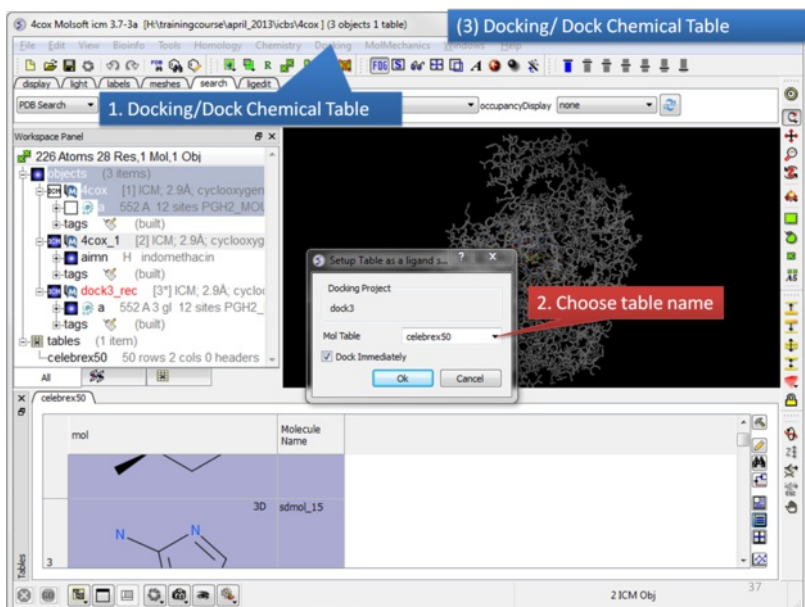 4cox Molsoft icm 3.7-3a [H:\trainingcourse\april_2013\icbs\4cox ] (3 objects 1 table)
(3) Docking/ Dock Chemical Table
File Edit View Bioinfo Tools Homology Chemistry Docking MolMechanics Windows Help
display light labels meshes search ligedit
PDB Search
1. Docking/Dock Chemical Table
occupancyDisplay none
Workspace Panel
226 Atoms 28 Res,1 Mol,1 Obj
objects (3 items)
4cox [1] ICM; 2.9Å; cyclooxygen
a 552 A 12 sites PGH2_MOU
tags (built)
4cox_1 [2] ICM; 2.9Å; cyclooxyg
aimn H indomethacin
tags (built)
dock3_rec [3*] ICM; 2.9Å; cycloo
a 552 A 3 gl 12 sites PGH2_
tags (built)
tables (1 item)
celebrex50 50 rows 2 cols 0 headers
All
Setup Table as a ligand s...
Docking Project
dock3
Mol Table celebrex50
Dock Immediately
Ok Cancel
2. Choose table name
celebrex50
mol
Molecule Name
3D sdmol_15
N N
3
Tables
2 ICM Obj
37